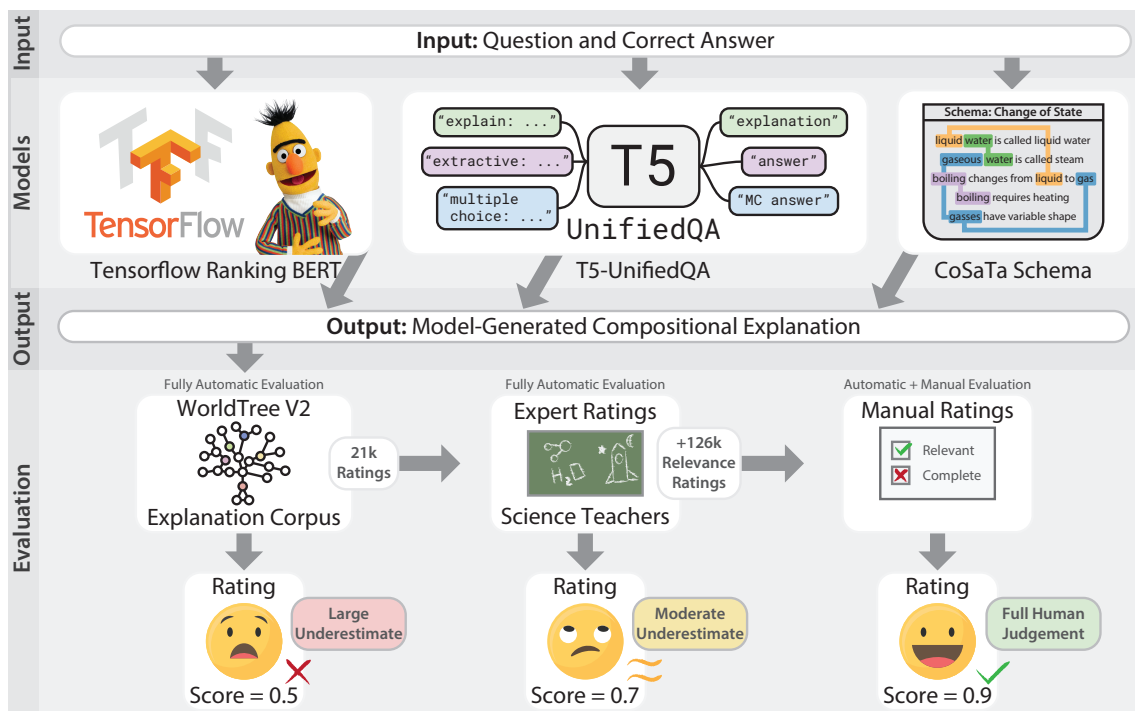 Input
Input: Question and Correct Answer
Models
TF
TensorFlow
Tensorflow Ranking BERT
"explain: ..."
"extractive: ..."
"multiple
choice: ..."
T5
"explanation"
"answer"
"MC answer"
UnifiedQA
T5-UnifiedQA
Schema: Change of State
liquid water is called liquid water
gaseous water is called steam
boiling changes from liquid to gas
boiling requires heating
gasses have variable shape
CoSaTa Schema
Output
Output: Model-Generated Compositional Explanation
Evaluation
Fully Automatic Evaluation
WorldTree V2
Explanation Corpus
21k
Ratings
Fully Automatic Evaluation
Expert Ratings
H₂O
Science Teachers
+126k
Relevance
Ratings
Automatic + Manual Evaluation
Manual Ratings
Relevant
Complete
Rating
Large
Underestimate
Score = 0.5
Rating
Moderate
Underestimate
Score = 0.7
Rating
Full Human
Judgement
Score = 0.9